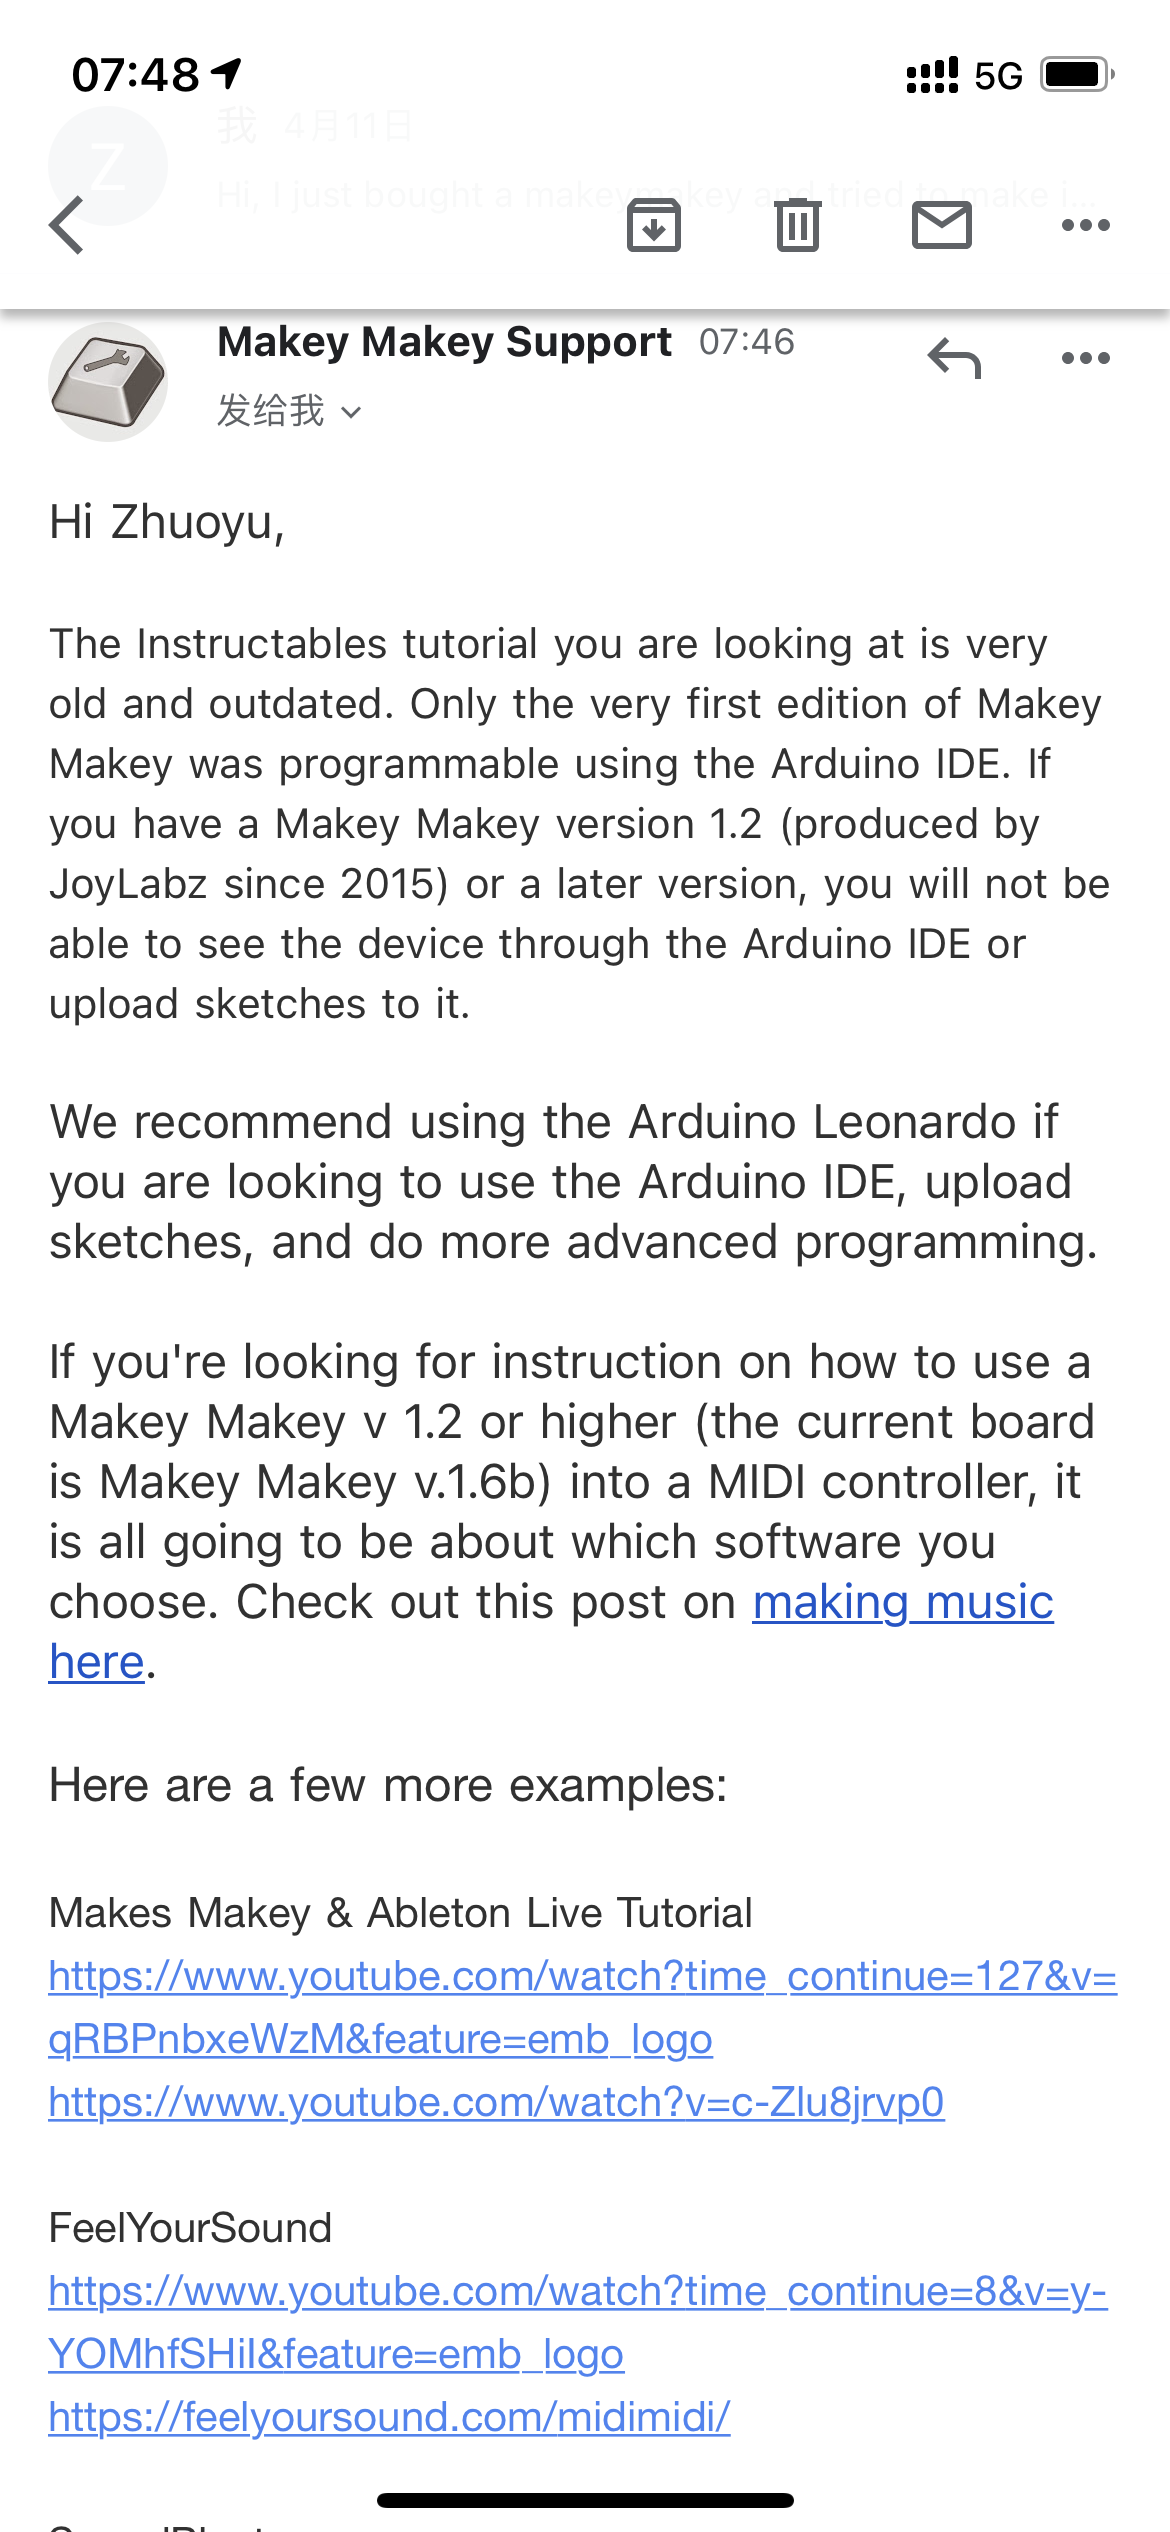 07:48
5G
我 4月11日
Z
Hi, I just bought a makeymakey and tried to make i...
Makey Makey Support 07:46
发给我
Hi Zhuoyu,
The Instructables tutorial you are looking at is very
old and outdated. Only the very first edition of Makey
Makey was programmable using the Arduino IDE. If
you have a Makey Makey version 1.2 (produced by
JoyLabz since 2015) or a later version, you will not be
able to see the device through the Arduino IDE or
upload sketches to it.
We recommend using the Arduino Leonardo if
you are looking to use the Arduino IDE, upload
sketches, and do more advanced programming.
If you're looking for instruction on how to use a
Makey Makey v 1.2 or higher (the current board
is Makey Makey v.1.6b) into a MIDI controller, it
is all going to be about which software you
choose. Check out this post on making music
here.
Here are a few more examples:
Makes Makey & Ableton Live Tutorial
https://www.youtube.com/watch?time_continue=127&v=
qRBPnbxeWzM&feature=emb_logo
https://www.youtube.com/watch?v=c-Zlu8jrvp0
FeelYourSound
https://www.youtube.com/watch?time_continue=8&v=y-
YOMhfSHiI&feature=emb_logo
https://feelyoursound.com/midimidi/